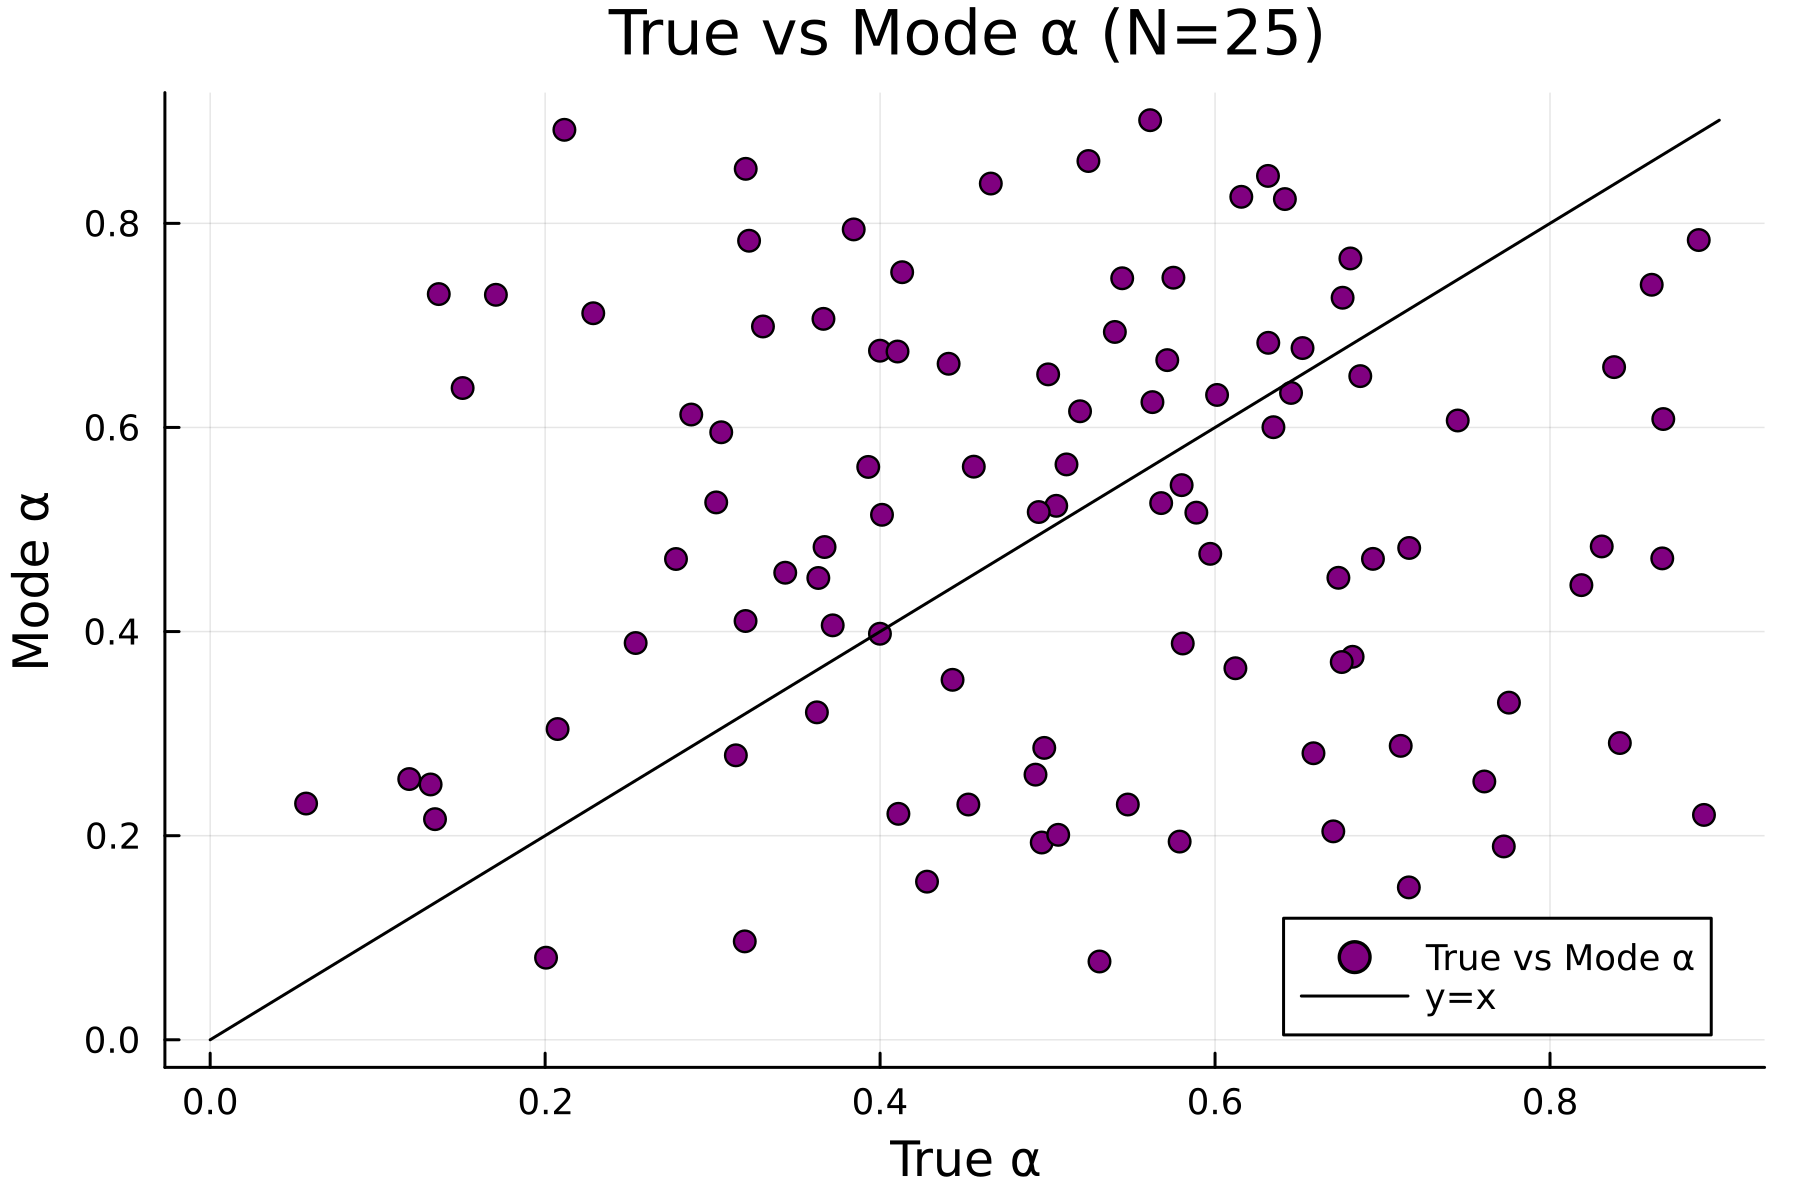 True vs Mode α (N=25)
Mode α
0.8
0.6
0.4
0.2
0.0
True vs Mode α
y=x
0.0 0.2 0.4 0.6 0.8
True α